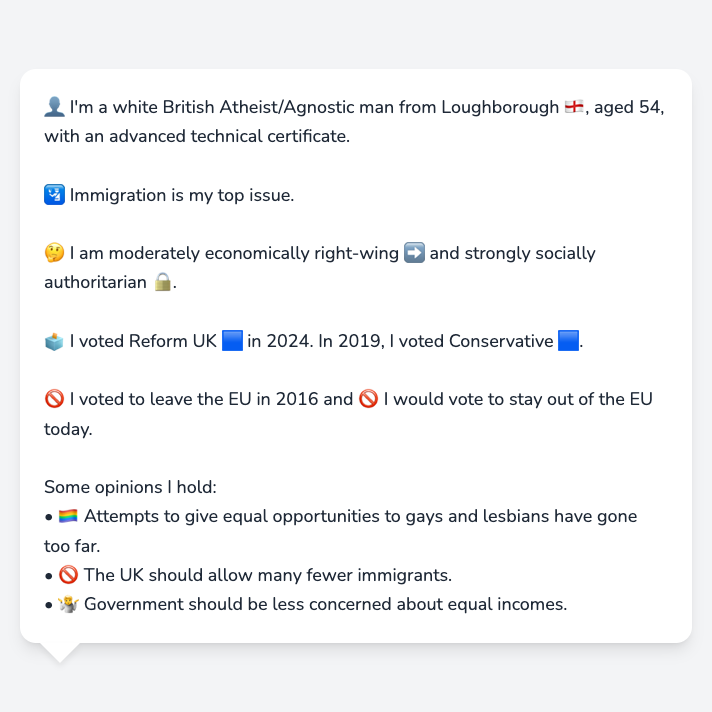 👤 I'm a white British Atheist/Agnostic man from Loughborough 🏴󠁧󠁢󠁥󠁮󠁧󠁿, aged 54,
with an advanced technical certificate.
🛂 Immigration is my top issue.
🤔 I am moderately economically right-wing ➡️ and strongly socially
authoritarian 🔒.
🗳️ I voted Reform UK 🟦 in 2024. In 2019, I voted Conservative 🟦.
🚫 I voted to leave the EU in 2016 and 🚫 I would vote to stay out of the EU
today.
Some opinions I hold:
• 🏳️‍🌈 Attempts to give equal opportunities to gays and lesbians have gone
too far.
• 🚫 The UK should allow many fewer immigrants.
• 🤷 Government should be less concerned about equal incomes.